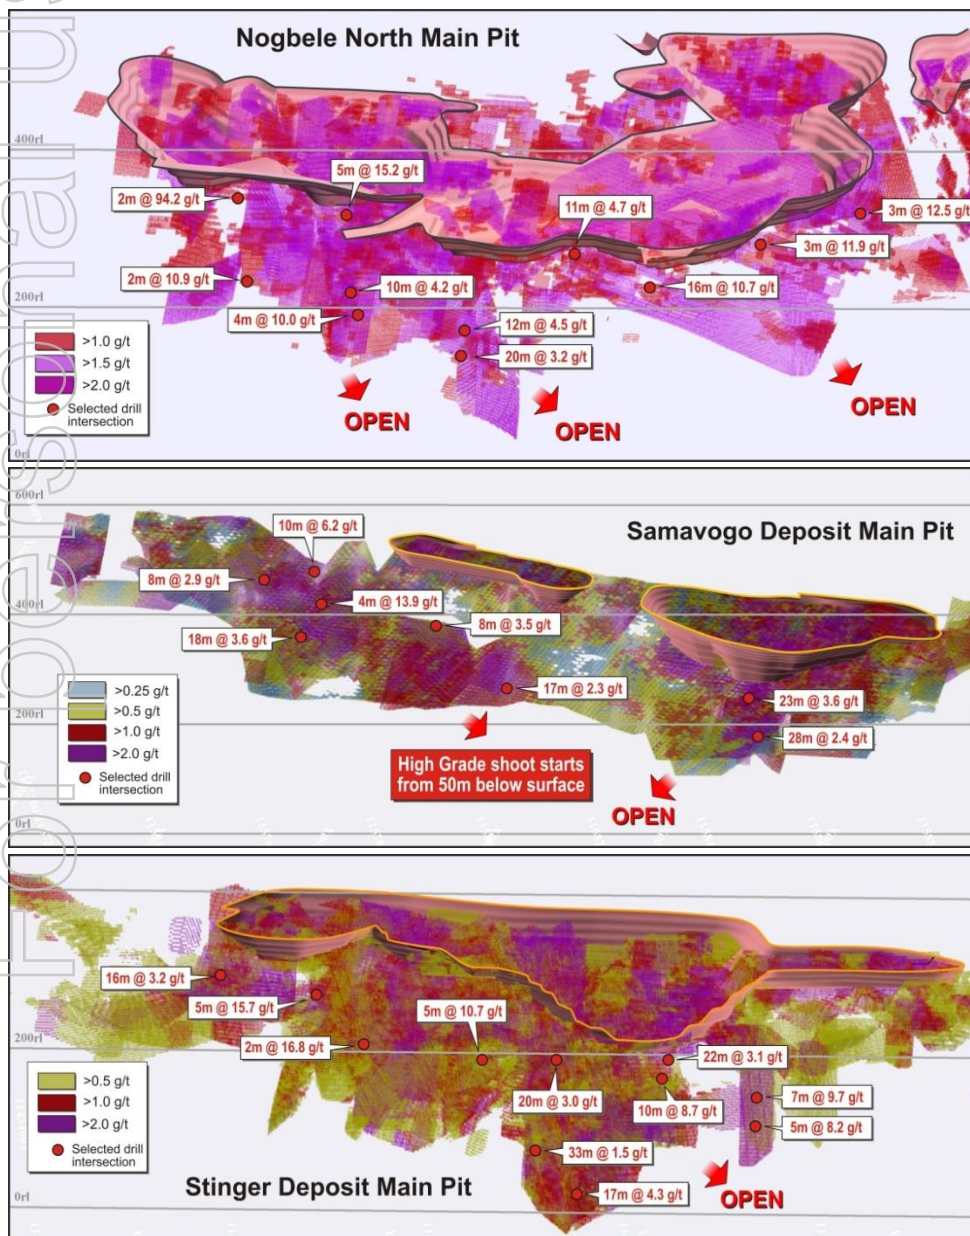 For personal us
Nogbele North Main Pit
400rl
5m @ 15.2 g/t
2m @ 94.2 g/t
11m @ 4.7 g/t
3m @ 12.5 g/t
3m @ 11.9 g/t
2m @ 10.9 g/t
10m @ 4.2 g/t
16m @ 10.7 g/t
200rl
4m @ 10.0 g/t
12m @ 4.5 g/t
20m @ 3.2 g/t
>1.0 g/t
>1.5 g/t
>2.0 g/t
Selected drill
intersection
OPEN
OPEN
OPEN
0rl
600rl
Samavogo Deposit Main Pit
10m @ 6.2 g/t
8m @ 2.9 g/t
4m @ 13.9 g/t
400rl
8m @ 3.5 g/t
18m @ 3.6 g/t
17m @ 2.3 g/t
23m @ 3.6 g/t
200rl
28m @ 2.4 g/t
>0.25 g/t
>0.5 g/t
>1.0 g/t
>2.0 g/t
Selected drill
intersection
High Grade shoot starts
from 50m below surface
OPEN
0rl
16m @ 3.2 g/t
5m @ 15.7 g/t
5m @ 10.7 g/t
200rl
2m @ 16.8 g/t
22m @ 3.1 g/t
20m @ 3.0 g/t
10m @ 8.7 g/t
7m @ 9.7 g/t
5m @ 8.2 g/t
>0.5 g/t
>1.0 g/t
>2.0 g/t
Selected drill
intersection
33m @ 1.5 g/t
17m @ 4.3 g/t
Stinger Deposit Main Pit
OPEN
0rl